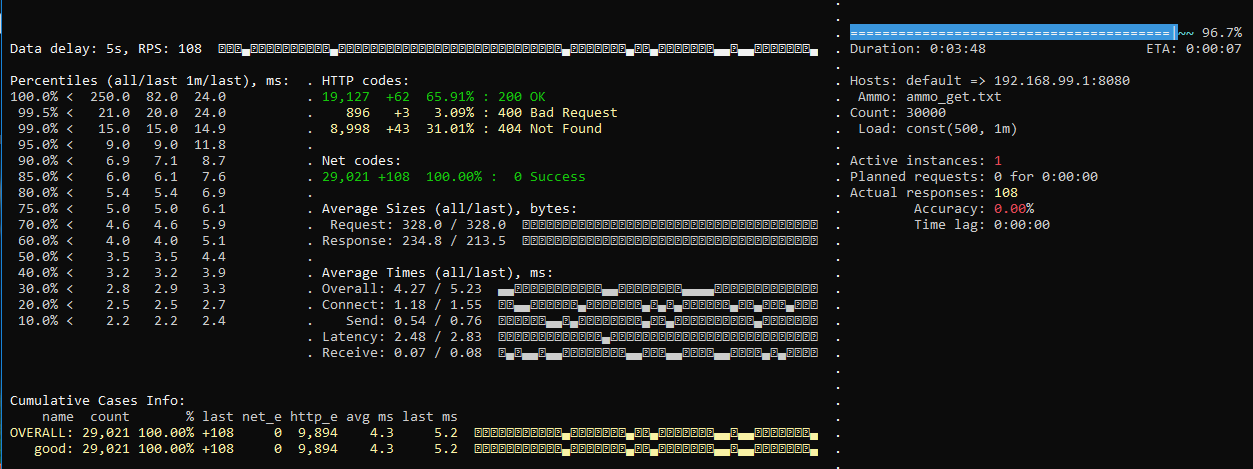 Data delay: 5s, RPS: 108
Percentiles (all/last 1m/last), ms:
100.0% < 250.0 82.0 24.0
99.5% < 21.0 20.0 24.0
99.0% < 15.0 15.0 14.9
95.0% < 9.0 9.0 11.8
90.0% < 6.9 7.1 8.7
85.0% < 6.0 6.1 7.6
80.0% < 5.4 5.4 6.9
75.0% < 5.0 5.0 6.1
70.0% < 4.6 4.6 5.9
60.0% < 4.0 4.0 5.1
50.0% < 3.5 3.5 4.4
40.0% < 3.2 3.2 3.9
30.0% < 2.8 2.9 3.3
20.0% < 2.5 2.5 2.7
10.0% < 2.2 2.2 2.4
. HTTP codes:
. 19,127 +62 65.91% : 200 OK
. 896 +3 3.09% : 400 Bad Request
. 8,998 +43 31.01% : 404 Not Found
.
. Net codes:
. 29,021 +108 100.00% : 0 Success
.
. Average Sizes (all/last), bytes:
. Request: 328.0 / 328.0
. Response: 234.8 / 213.5
.
. Average Times (all/last), ms:
. Overall: 4.27 / 5.23
. Connect: 1.18 / 1.55
. Send: 0.54 / 0.76
. Latency: 2.48 / 2.83
. Receive: 0.07 / 0.08
Cumulative Cases Info:
name count % last net_e http_e avg ms last ms
OVERALL: 29,021 100.00% +108 0 9,894 4.3 5.2
good: 29,021 100.00% +108 0 9,894 4.3 5.2
========================================|~~ 96.7%
Duration: 0:03:48 ETA: 0:00:07
Hosts: default => 192.168.99.1:8080
Ammo: ammo_get.txt
Count: 30000
Load: const(500, 1m)
Active instances: 1
Planned requests: 0 for 0:00:00
Actual responses: 108
Accuracy: 0.00%
Time lag: 0:00:00